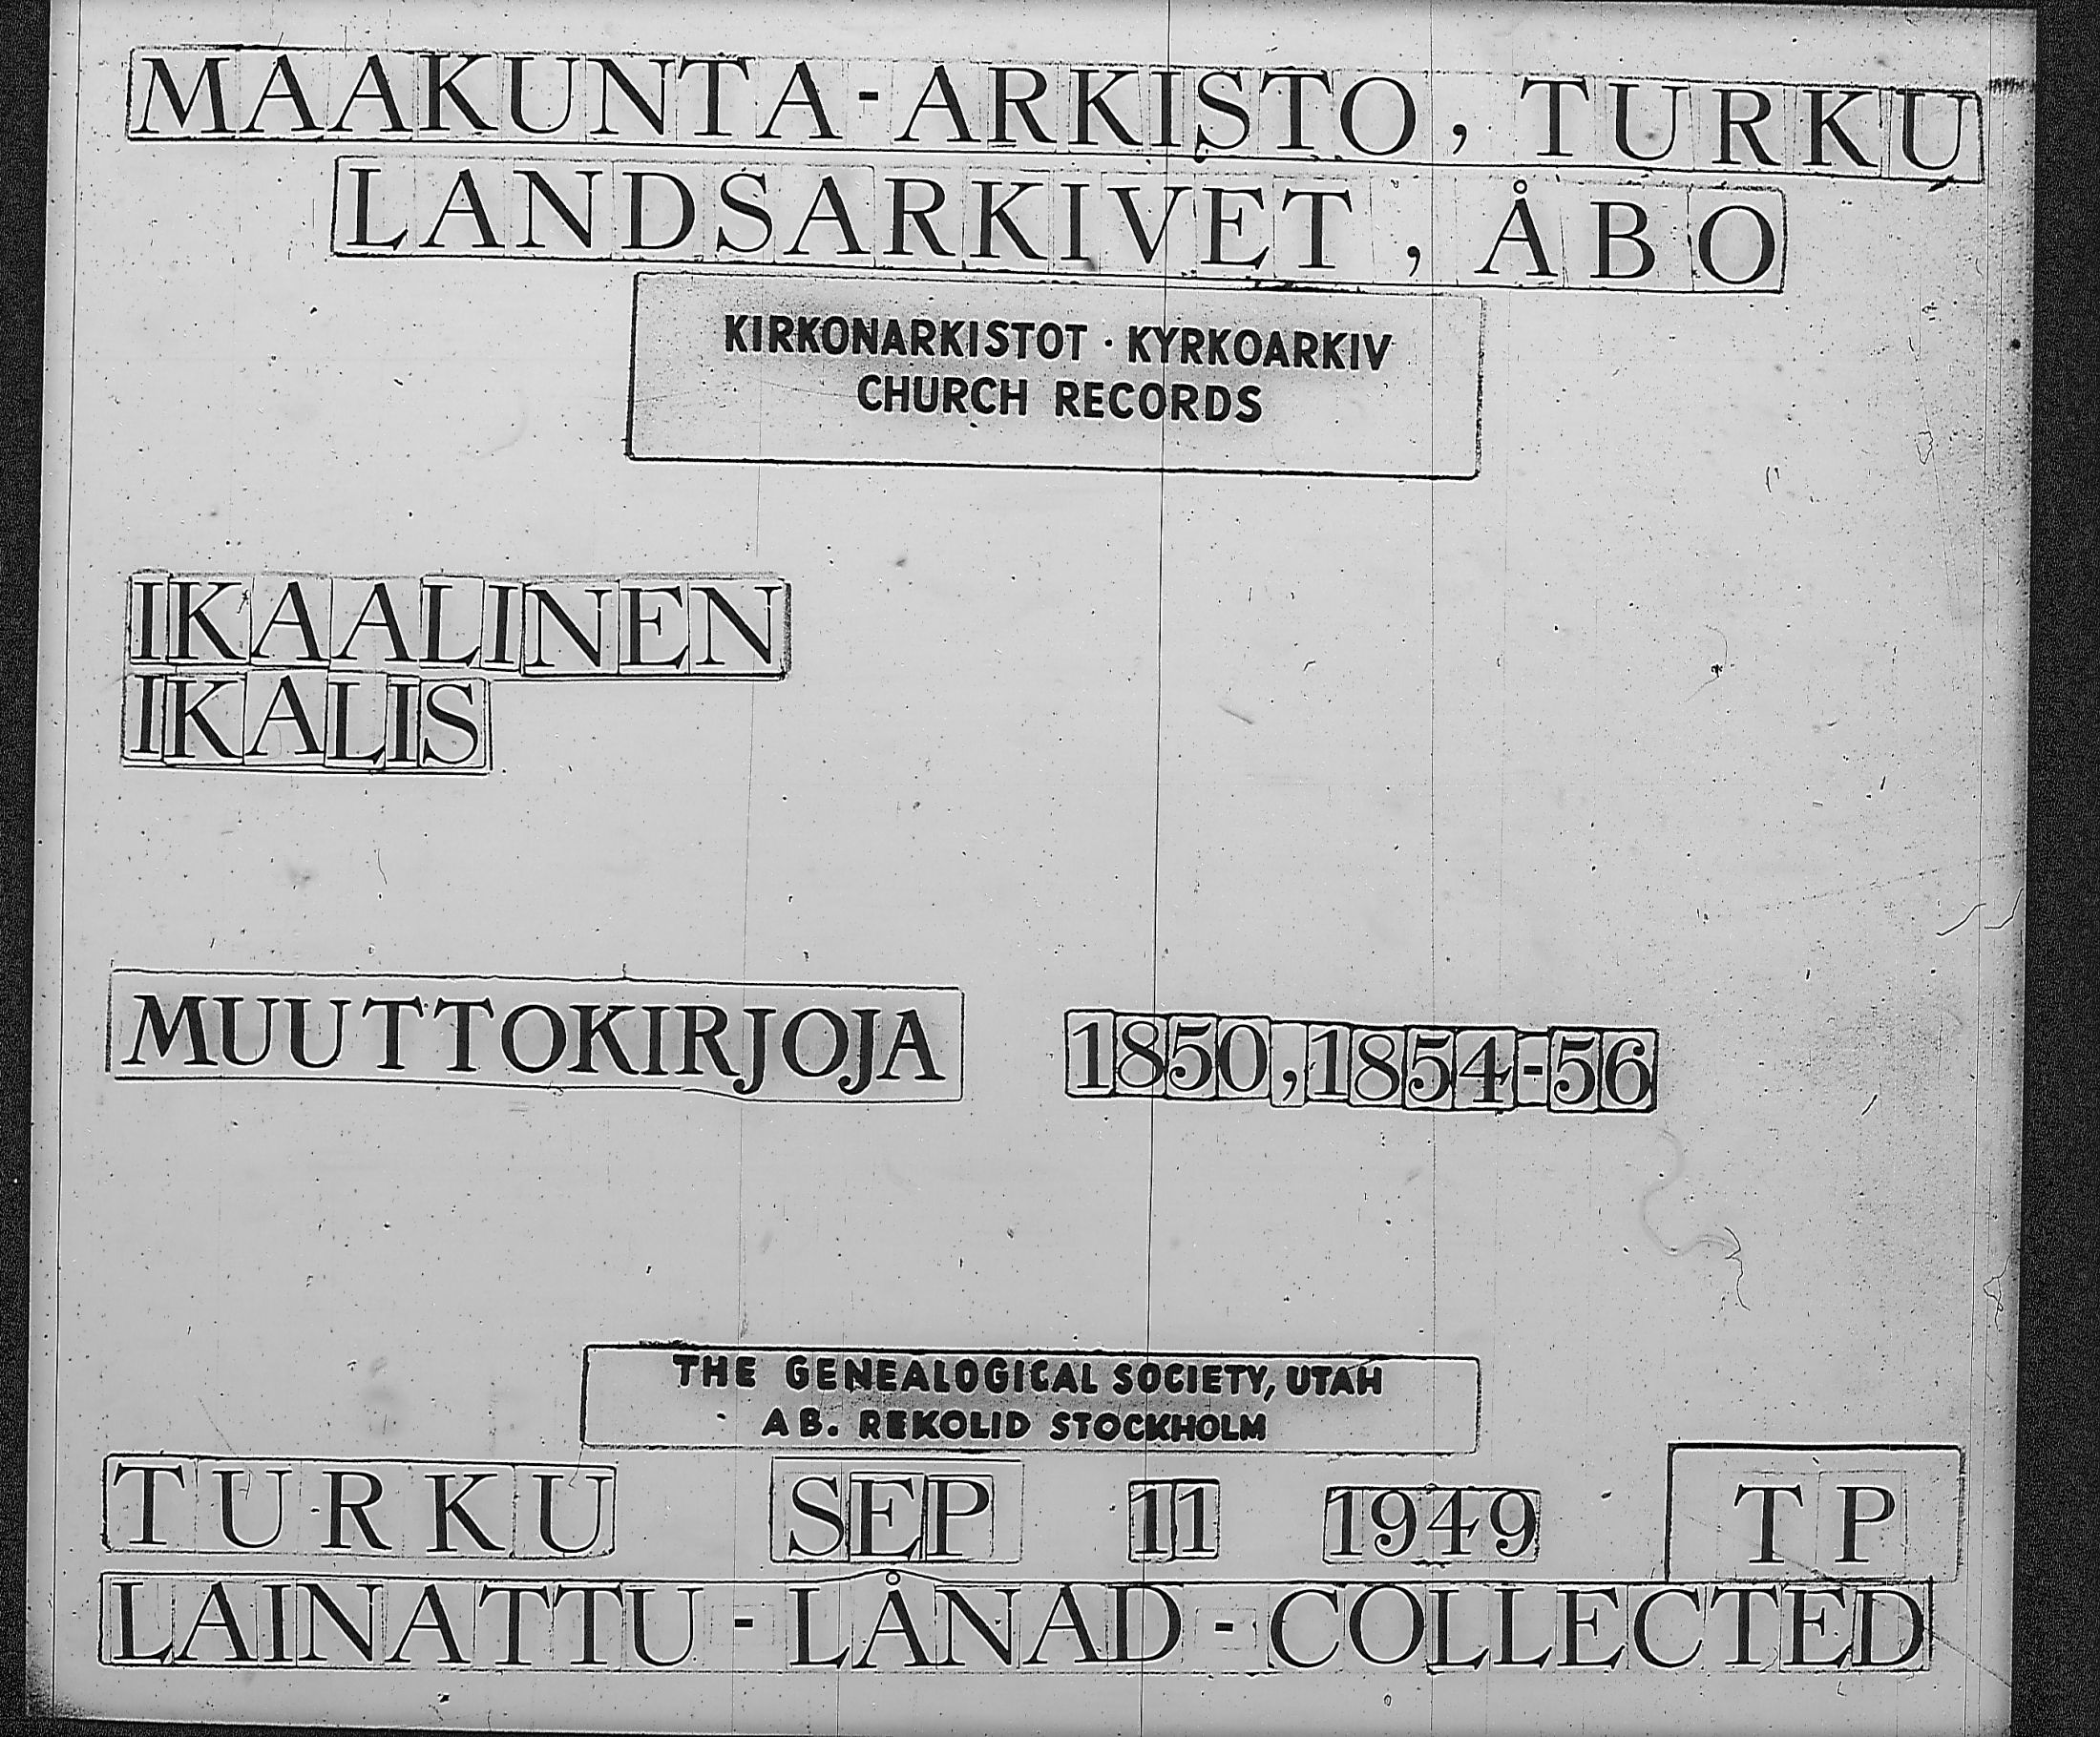 MAAKUNTA-ARKISTO, TURKU
LANDSARKIVET, ÅBO
KIRKONARKISTOT · KYRKOARKIV
CHURCH RECORDS
IKAALINEN
IKALIS
MUUTTOKIRJOJA 1850,1854-56
THE GENEALOGICAL SOCIETY, UTAH
AB. REKOLID STOCKHOLM
TURKU SEP 11 1949 TP
LAINATTU - LÅNAD - COLLECTED